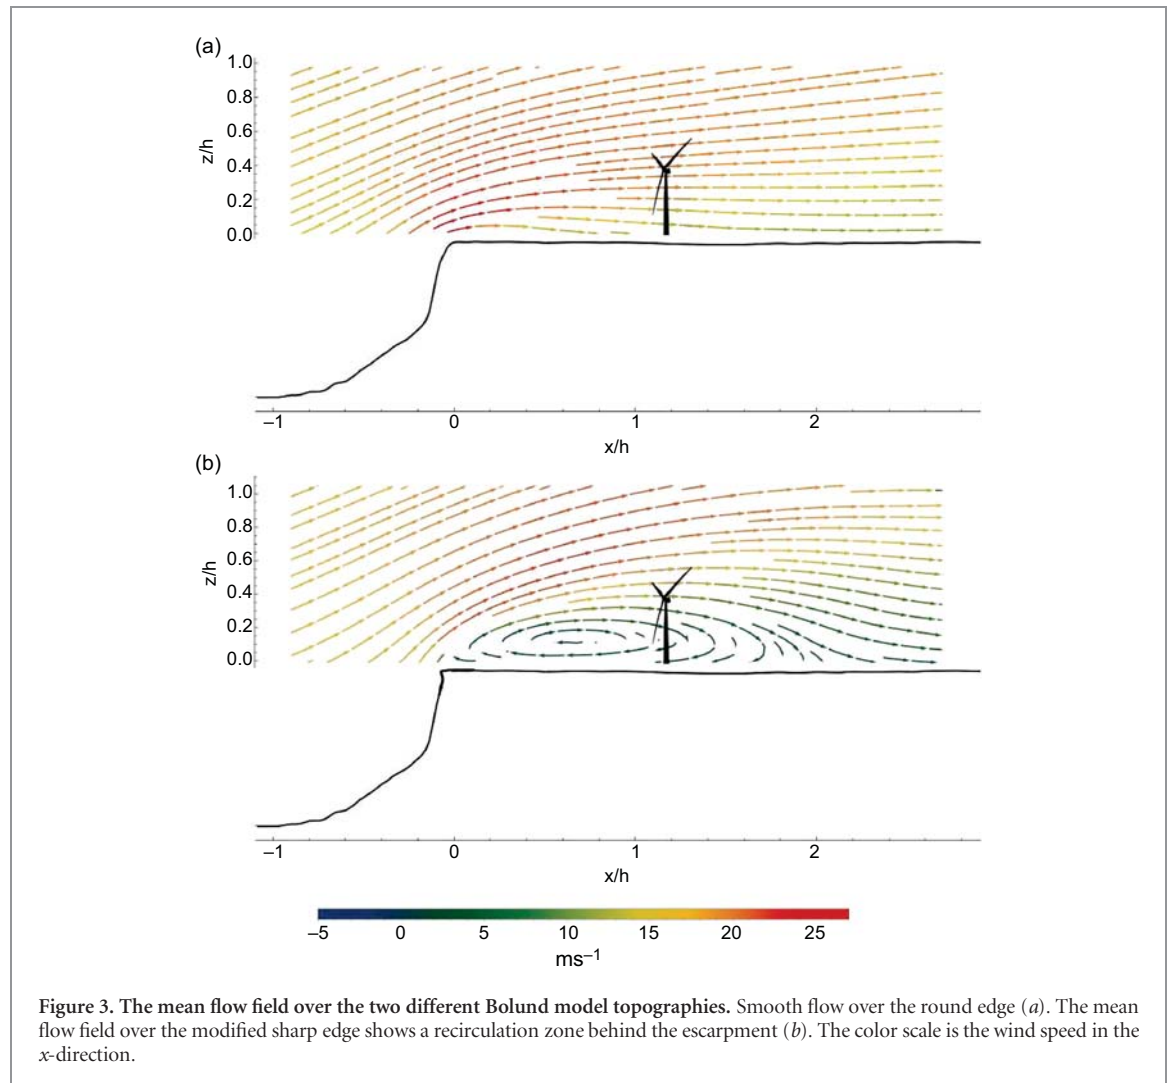 (a)
1.0
0.8
0.6
0.4
0.2
0.0
z/h
–1 0 1 2
x/h
(b)
1.0
0.8
0.6
0.4
0.2
0.0
z/h
–1 0 1 2
x/h
–5 0 5 10 15 20 25
ms–1
Figure 3. The mean flow field over the two different Bolund model topographies. Smooth flow over the round edge (a). The mean
flow field over the modified sharp edge shows a recirculation zone behind the escarpment (b). The color scale is the wind speed in the
x-direction.